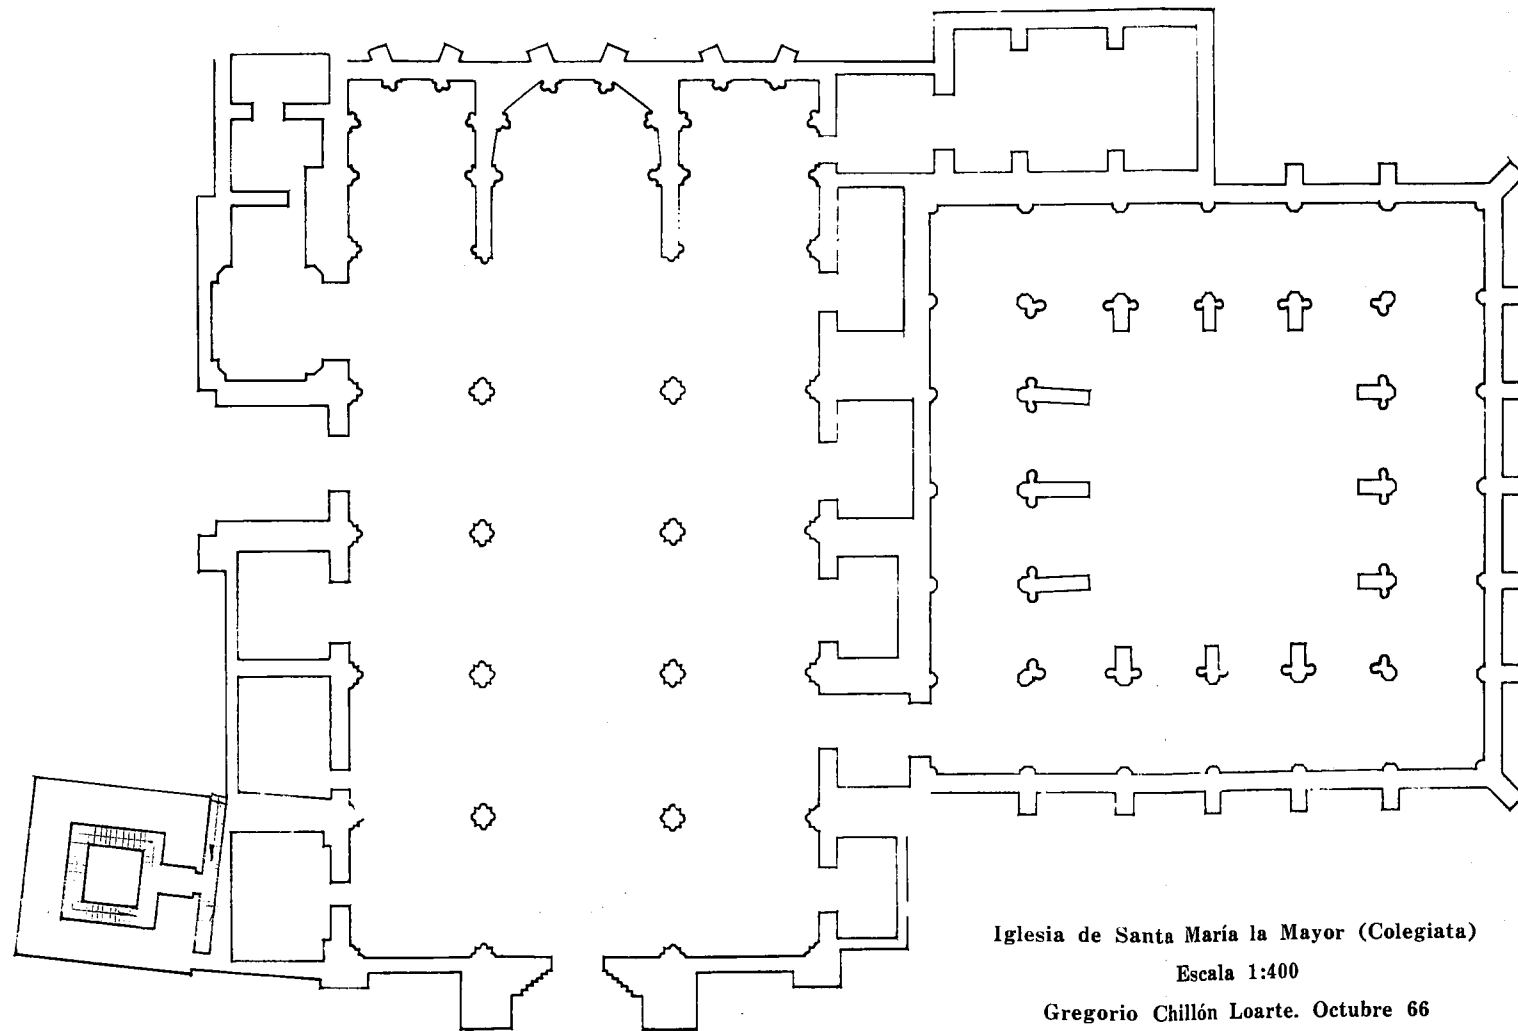 Iglesia de Santa María la Mayor (Colegiata)
Escala 1:400
Gregorio Chillón Loarte. Octubre 66